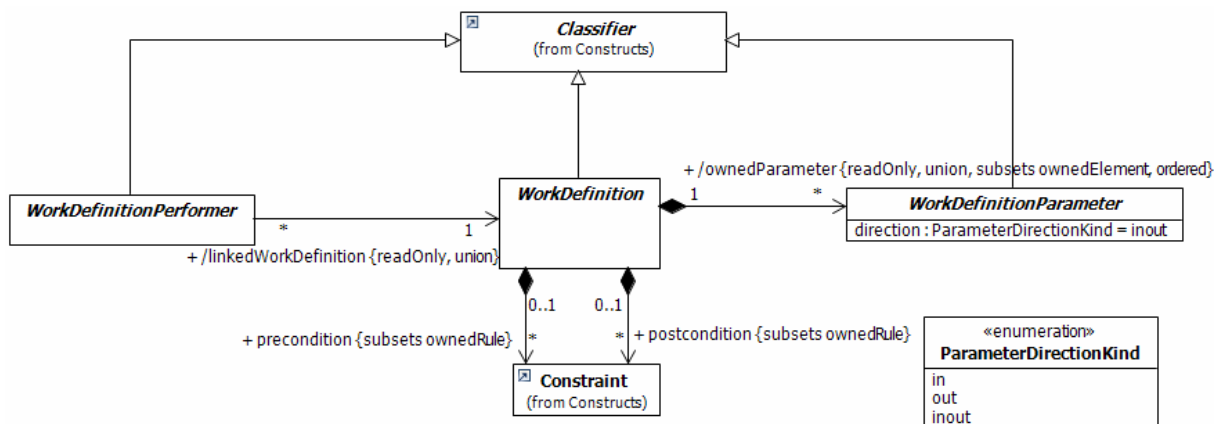 Classifier
(from Constructs)
+ /ownedParameter {readOnly, union, subsets ownedElement, ordered}
WorkDefinitionPerformer
WorkDefinition
1
*
WorkDefinitionParameter
direction : ParameterDirectionKind = inout
*
1
+ /linkedWorkDefinition {readOnly, union}
0..1
0..1
+ precondition {subsets ownedRule}
*
*
+ postcondition {subsets ownedRule}
Constraint
(from Constructs)
«enumeration»
ParameterDirectionKind
in
out
inout